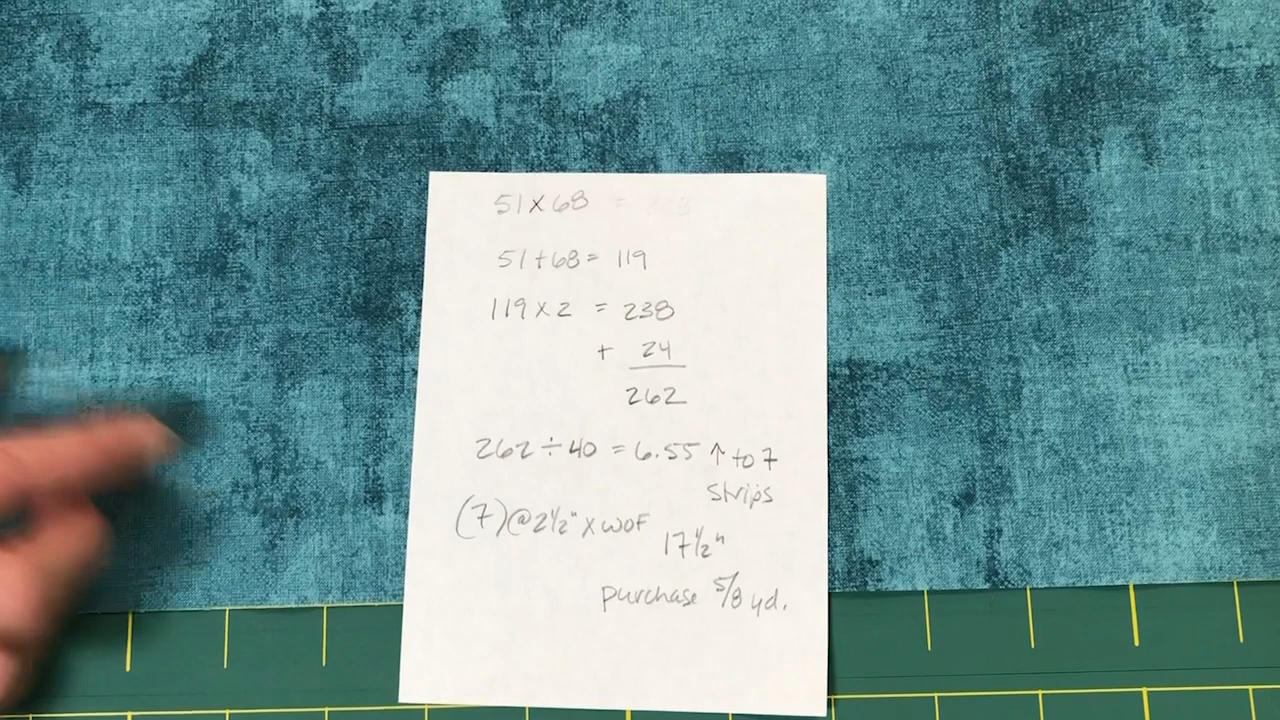 51 x 68 =
51 + 68 = 119
119 x 2 = 238
+ 24
262
262 ÷ 40 = 6.55 ↑ to 7
strips
(7) @ 2½" x WOF
17½"
purchase 5/8 yd.